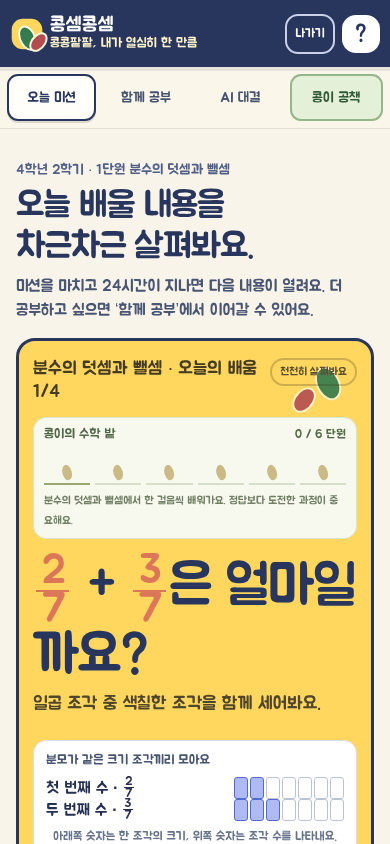 콩셈콩셈
콩콩팥팥, 내가 열심히 한 만큼
나가기
?
오늘 미션
함께 공부
AI 대결
콩이 공책
4학년 2학기 · 1단원 분수의 덧셈과 뺄셈
오늘 배울 내용을
차근차근 살펴봐요.
미션을 마치고 24시간이 지나면 다음 내용이 열려요. 더
공부하고 싶으면 ‘함께 공부’에서 이어갈 수 있어요.
분수의 덧셈과 뺄셈 · 오늘의 배움
1/4
천천히 살펴봐요
콩이의 수학 밭
0 / 6 단원
분수의 덧셈과 뺄셈에서 한 걸음씩 배워가요. 정답보다 도전한 과정이 중
요해요.
2/7 + 3/7은 얼마일
까요?
일곱 조각 중 색칠한 조각을 함께 세어봐요.
분모가 같은 크기 조각끼리 모아요
첫 번째 수 · 2/7
두 번째 수 · 3/7
아래쪽 숫자는 한 조각의 크기, 위쪽 숫자는 조각 수를 나타내요.